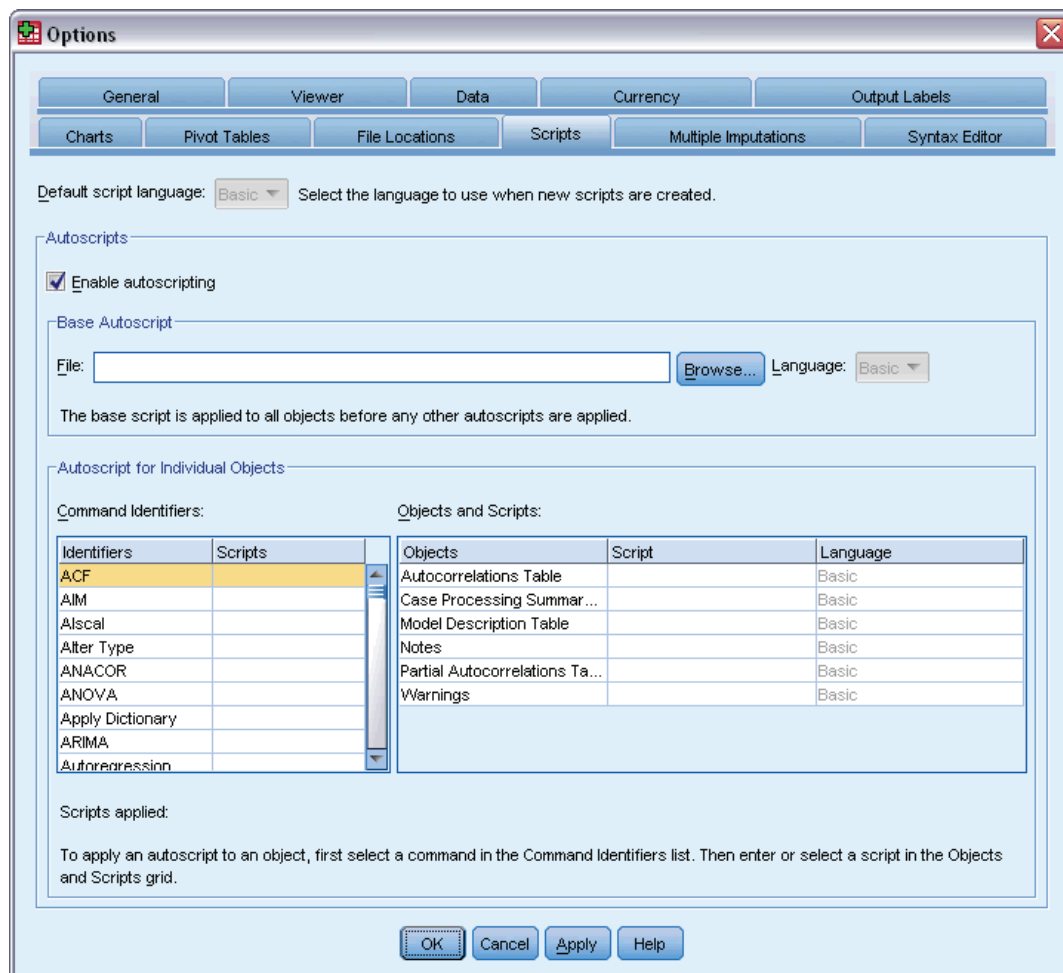 Options
General Viewer Data Currency Output Labels
Charts Pivot Tables File Locations Scripts Multiple Imputations Syntax Editor
Default script language: Basic Select the language to use when new scripts are created.
Autoscripts
Enable autoscripting
Base Autoscript
File: Browse... Language: Basic
The base script is applied to all objects before any other autoscripts are applied.
Autoscript for Individual Objects
Command Identifiers: Objects and Scripts:
Identifiers Scripts Objects Script Language
ACF Autocorrelations Table Basic
AIM Case Processing Summar... Basic
Alscal Model Description Table Basic
Alter Type Notes Basic
ANACOR Partial Autocorrelations Ta... Basic
ANOVA Warnings Basic
Apply Dictionary
ARIMA
Autoregression
Scripts applied:
To apply an autoscript to an object, first select a command in the Command Identifiers list. Then enter or select a script in the Objects
and Scripts grid.
OK Cancel Apply Help